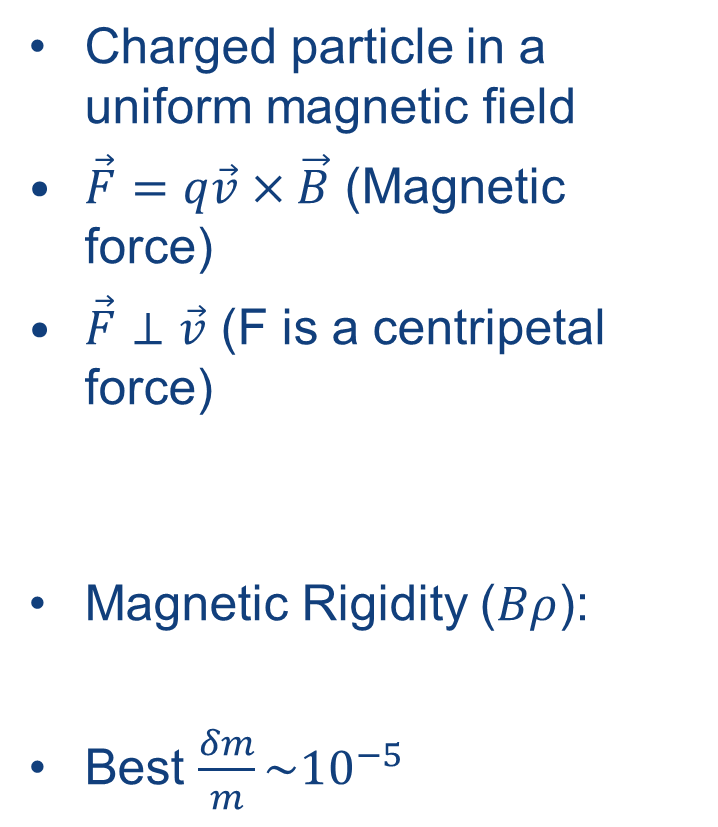 • Charged particle in a
uniform magnetic field
• $\vec{F} = q\vec{v} \times \vec{B}$ (Magnetic
force)
• $\vec{F} \perp \vec{v}$ (F is a centripetal
force)
• Magnetic Rigidity ($B\rho$):
• Best $\frac{\delta m}{m} \sim 10^{-5}$